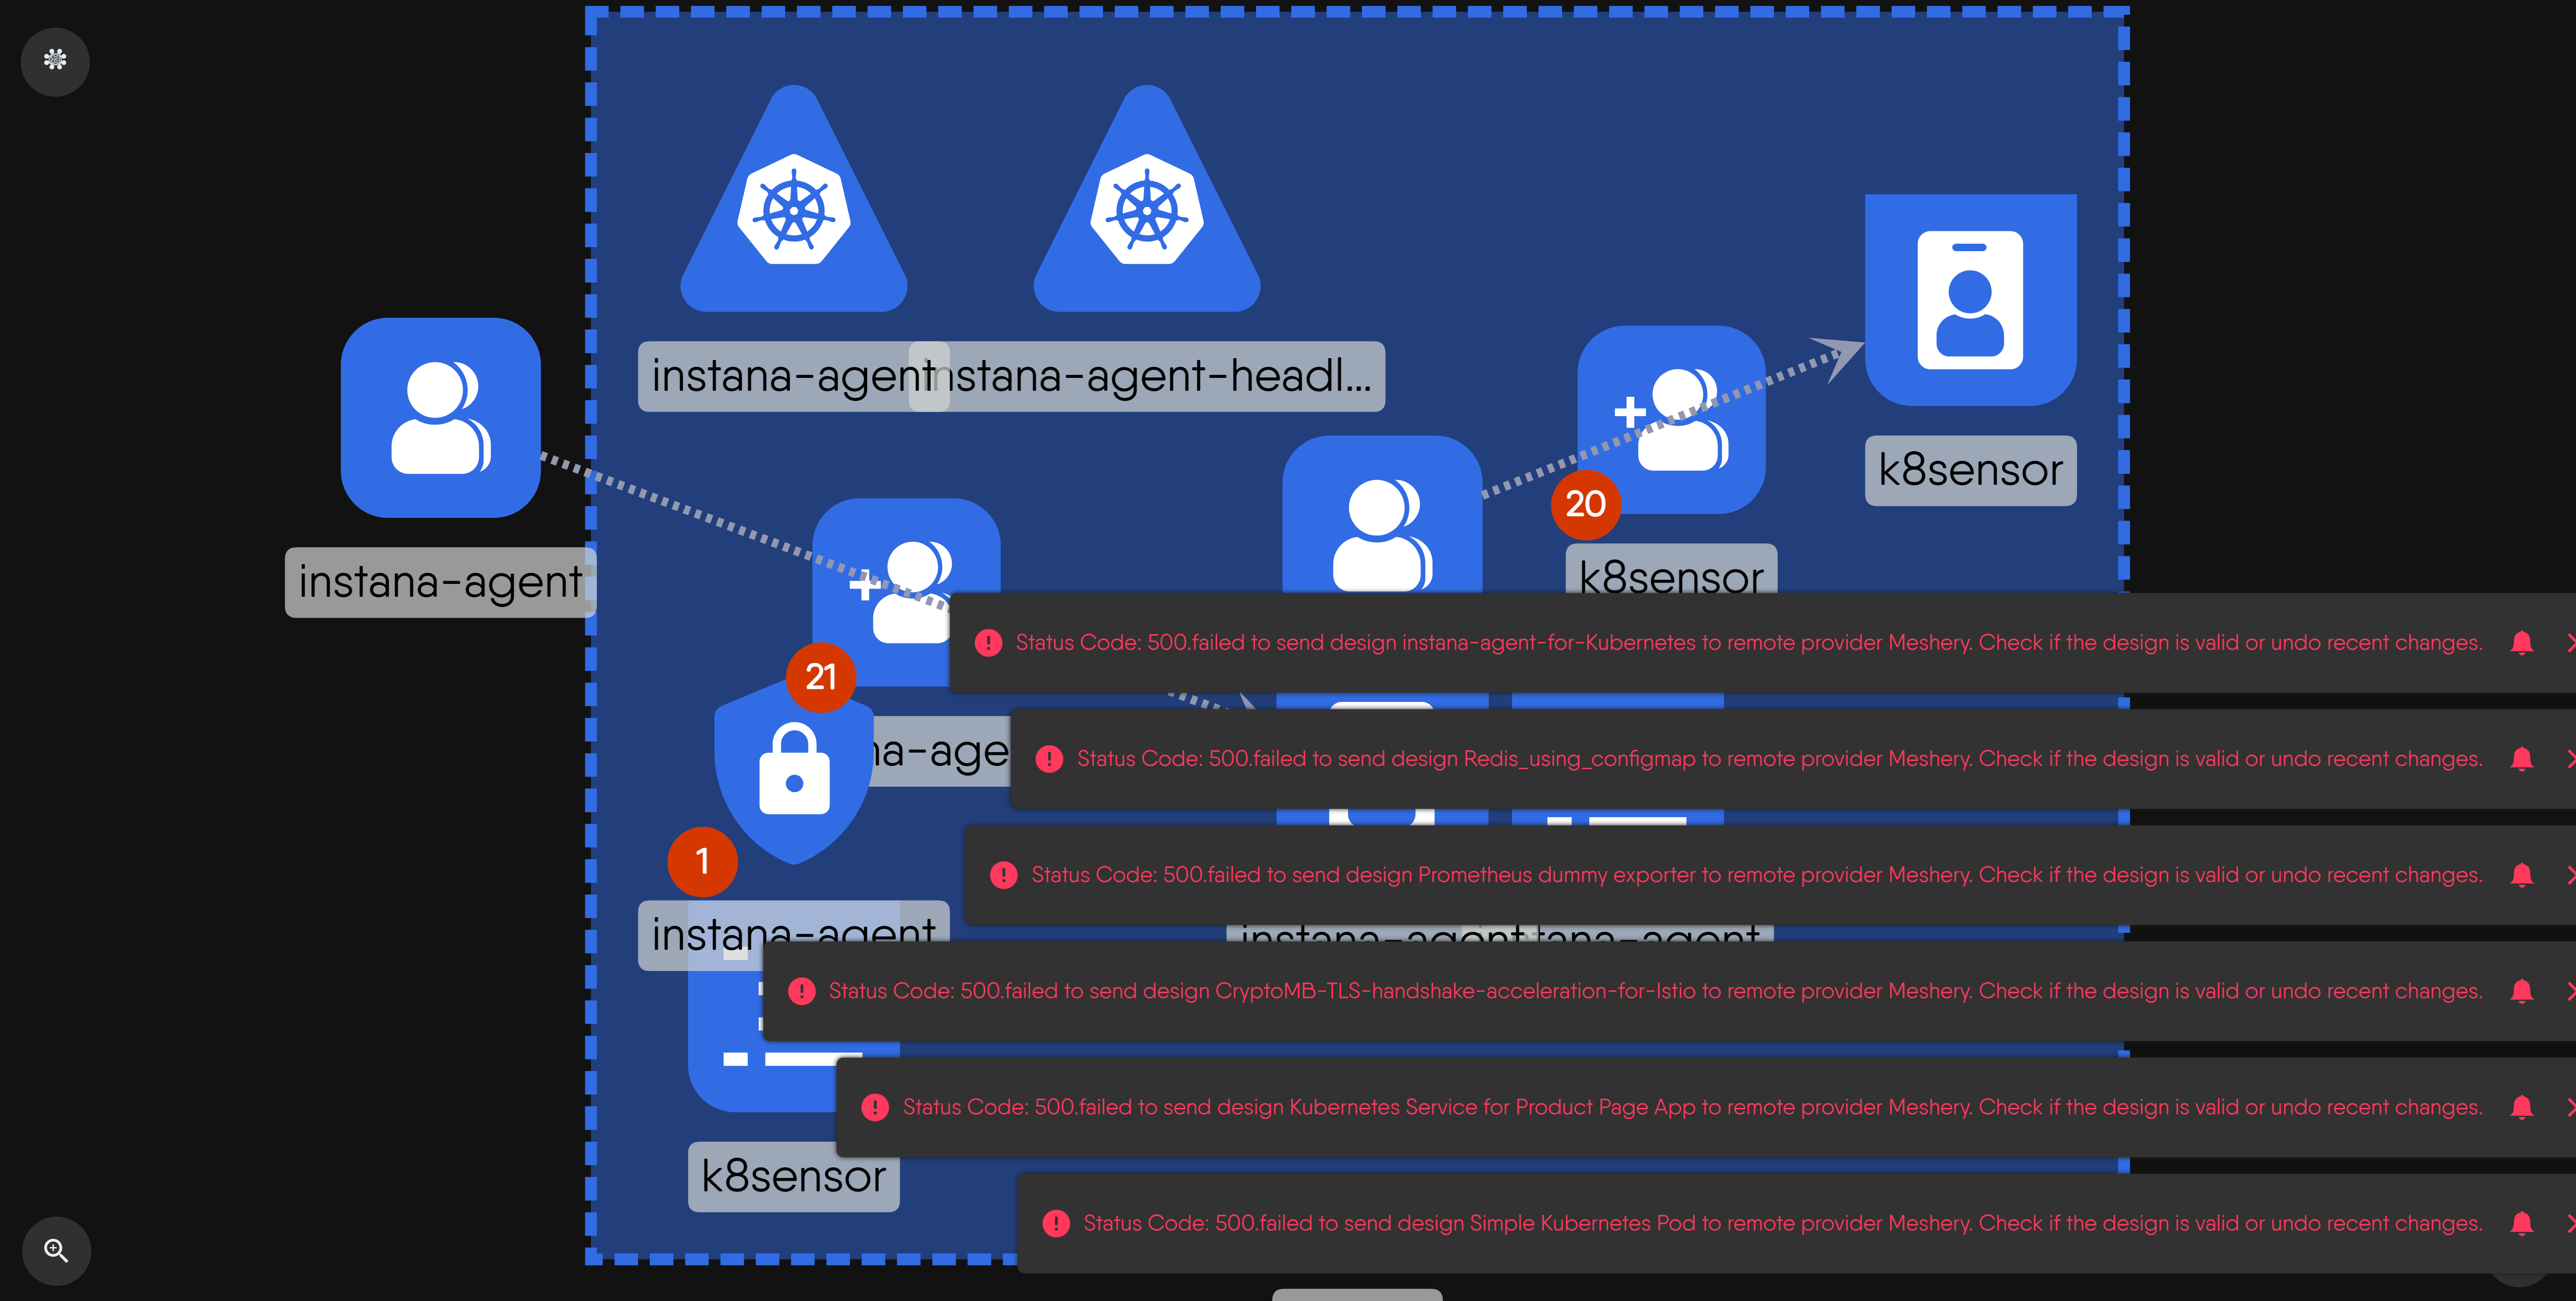 instana-agent
instana-agent-headl...
k8sensor
20
k8sensor
instana-agent
21
1
instana-agent
instana-agent
k8sensor
Status Code: 500.failed to send design instana-agent-for-Kubernetes to remote provider Meshery. Check if the design is valid or undo recent changes.
Status Code: 500.failed to send design Redis_using_configmap to remote provider Meshery. Check if the design is valid or undo recent changes.
Status Code: 500.failed to send design Prometheus dummy exporter to remote provider Meshery. Check if the design is valid or undo recent changes.
Status Code: 500.failed to send design CryptoMB-TLS-handshake-acceleration-for-Istio to remote provider Meshery. Check if the design is valid or undo recent changes.
Status Code: 500.failed to send design Kubernetes Service for Product Page App to remote provider Meshery. Check if the design is valid or undo recent changes.
Status Code: 500.failed to send design Simple Kubernetes Pod to remote provider Meshery. Check if the design is valid or undo recent changes.